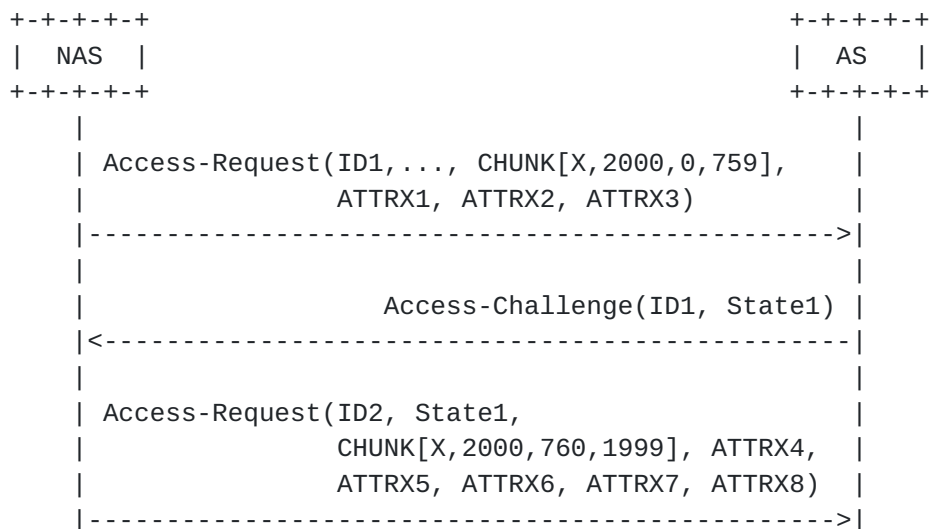 +-+-+-+-+ +-+-+-+-+
| NAS | | AS |
+-+-+-+-+ +-+-+-+-+
| |
| Access-Request(ID1,..., CHUNK[X,2000,0,759], |
| ATTRX1, ATTRX2, ATTRX3) |
|------------------------------------------------>|
| |
| Access-Challenge(ID1, State1) |
|<------------------------------------------------|
| |
| Access-Request(ID2, State1, |
| CHUNK[X,2000,760,1999], ATTRX4, |
| ATTRX5, ATTRX6, ATTRX7, ATTRX8) |
|------------------------------------------------>|